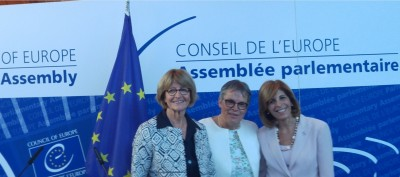 OF EUROPE
Assembly
CONSEIL DE L'EUROPE
Assemblée parlementaire
COUNCIL OF EUROPE